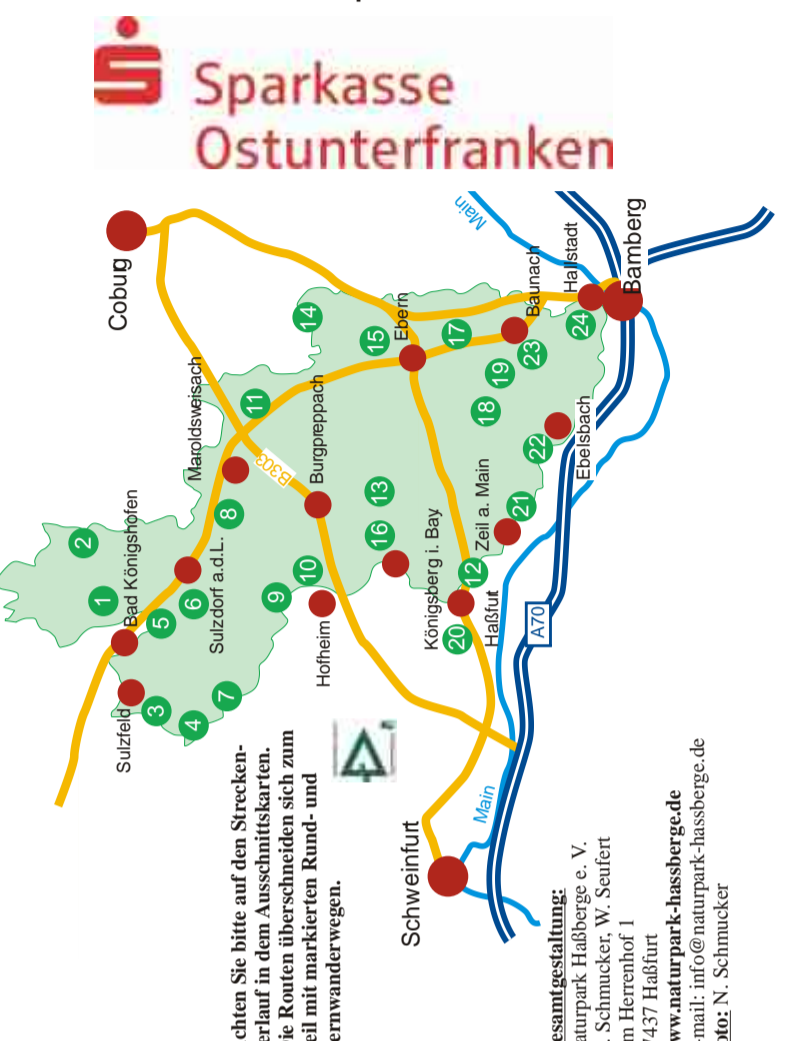 Sparkasse
Ostunterfranken
Coburg
Main
Hallstadt
Bamberg
Baunach
Ebern
Maroldsweisach
B303
Burgpreppach
Bad Königshofen
Sulzdorf a.d.L.
Sulzfeld
Hofheim
Königsberg i. Bay
Zeil a. Main
Haßfurt
Ebelsbach
A70
Main
Schweinfurt
1
2
3
4
5
6
7
8
9
10
11
12
13
14
15
16
17
18
19
20
21
22
23
24
chten Sie bitte auf den Strecken-
erlauf in dem Ausschnittskarten.
ie Routen überschneiden sich zum
eil mit markierten Rund- und
ernwanderwegen.
esamtgestaltung:
aturpark Haßberge e. V.
. Schmucker, W. Seufert
m Herrenhof 1
7437 Haßfurt
ww.naturpark-hassberge.de
-mail: info@naturpark-hassberge.de
oto: N. Schmucker